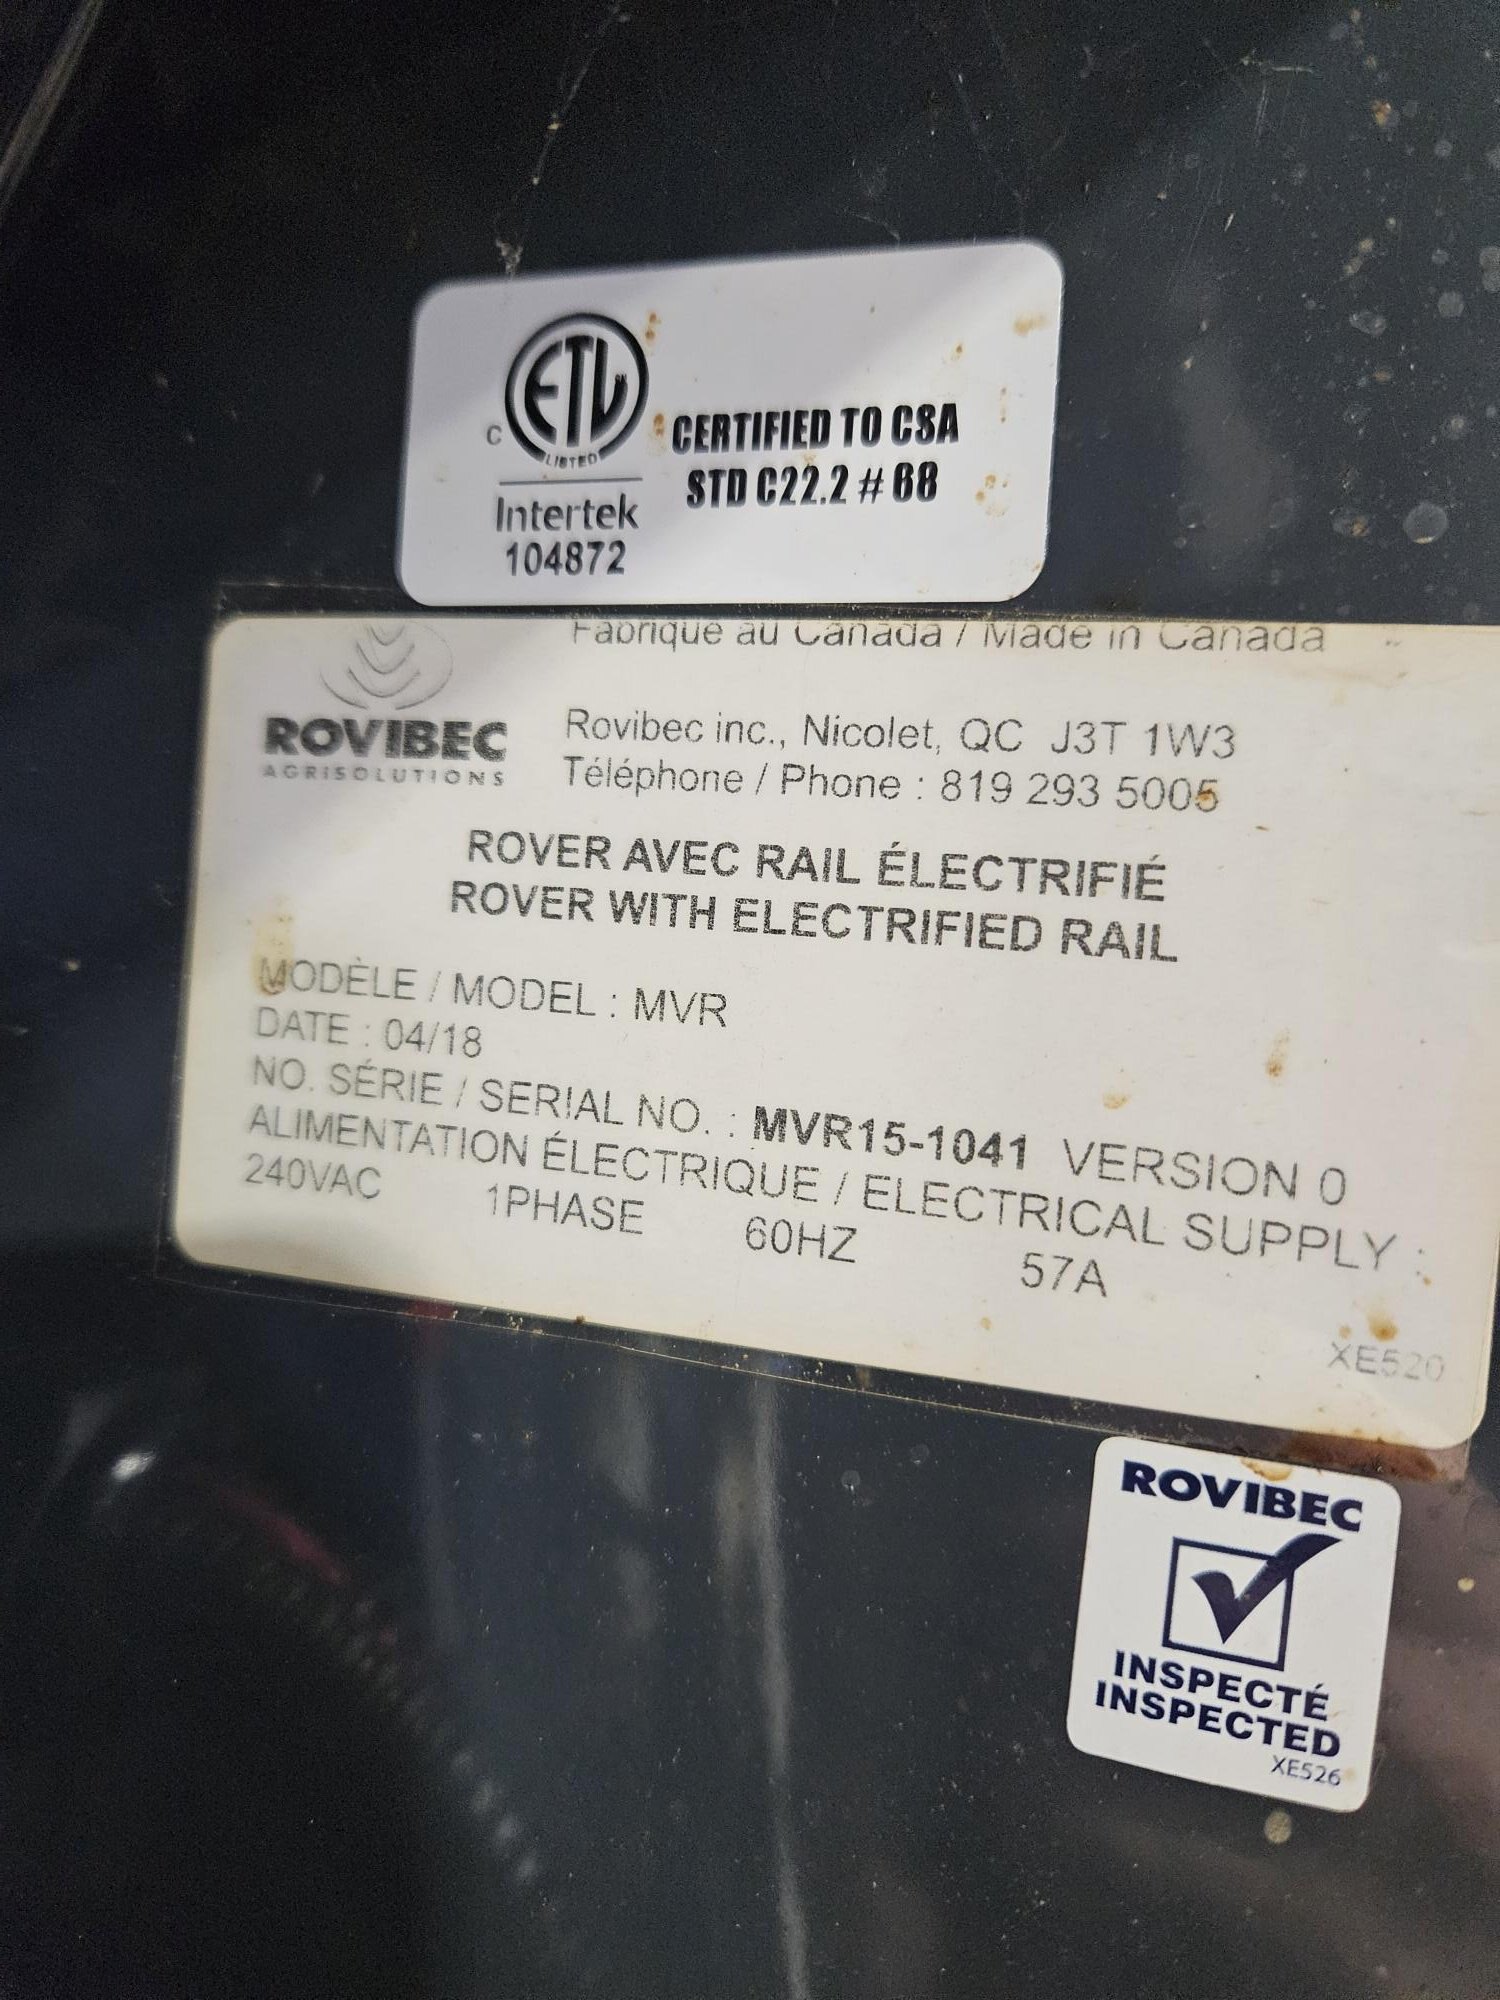 C
ETL
LISTED
Intertek
104872
CERTIFIED TO CSA
STD C22.2 # 68
Fabriqué au Canada / Made in Canada
ROVIBEC
AGRISOLUTIONS
Rovibec inc., Nicolet, QC J3T 1W3
Téléphone / Phone : 819 293 5005
ROVER AVEC RAIL ÉLECTRIFIÉ
ROVER WITH ELECTRIFIED RAIL
MODÈLE / MODEL : MVR
DATE : 04/18
NO. SÉRIE / SERIAL NO. : MVR15-1041 VERSION 0
ALIMENTATION ÉLECTRIQUE / ELECTRICAL SUPPLY :
240VAC 1PHASE 60HZ 57A
XE520
ROVIBEC
INSPECTÉ
INSPECTED
XE526